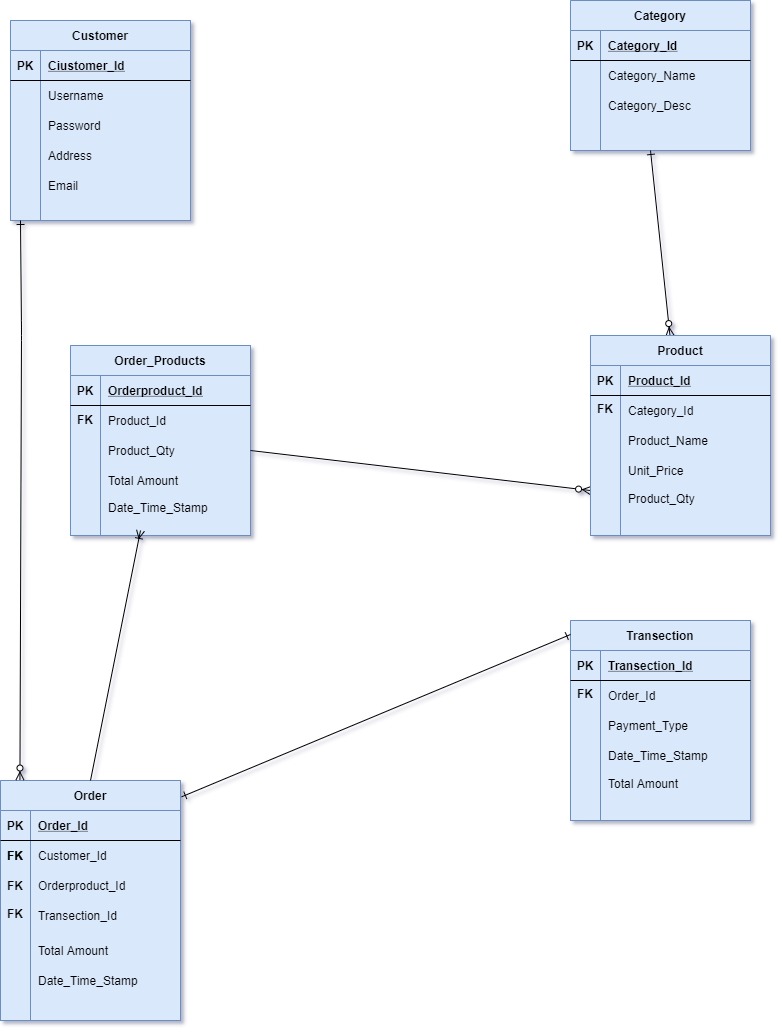 Customer
PK Ciustomer_Id
Username
Password
Address
Email
Category
PK Category_Id
Category_Name
Category_Desc
Order_Products
PK Orderproduct_Id
FK Product_Id
Product_Qty
Total Amount
Date_Time_Stamp
Product
PK Product_Id
FK Category_Id
Product_Name
Unit_Price
Product_Qty
Transection
PK Transection_Id
FK Order_Id
Payment_Type
Date_Time_Stamp
Total Amount
Order
PK Order_Id
FK Customer_Id
FK Orderproduct_Id
FK Transection_Id
Total Amount
Date_Time_Stamp